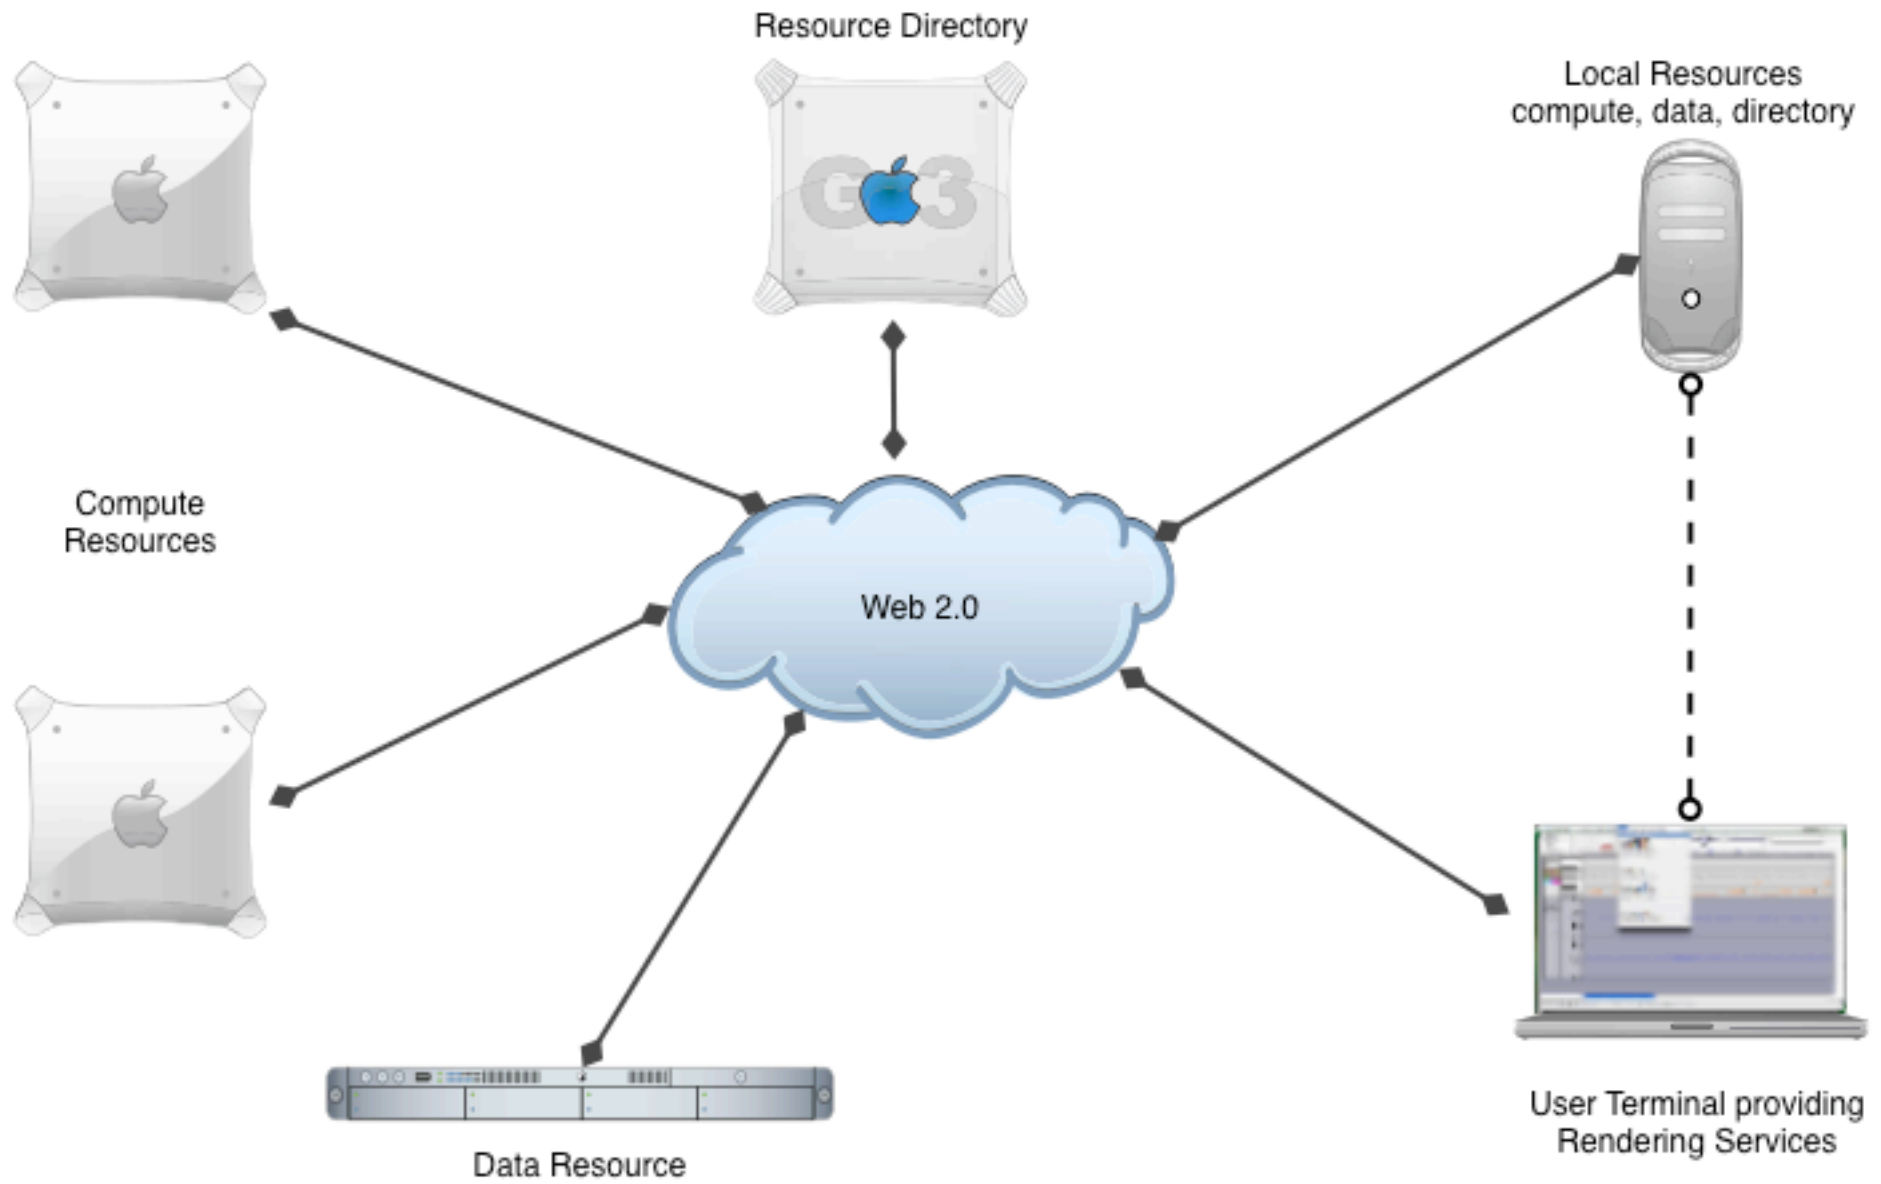 Resource Directory
Local Resources
compute, data, directory
G3
Compute
Resources
Web 2.0
Data Resource
User Terminal providing
Rendering Services